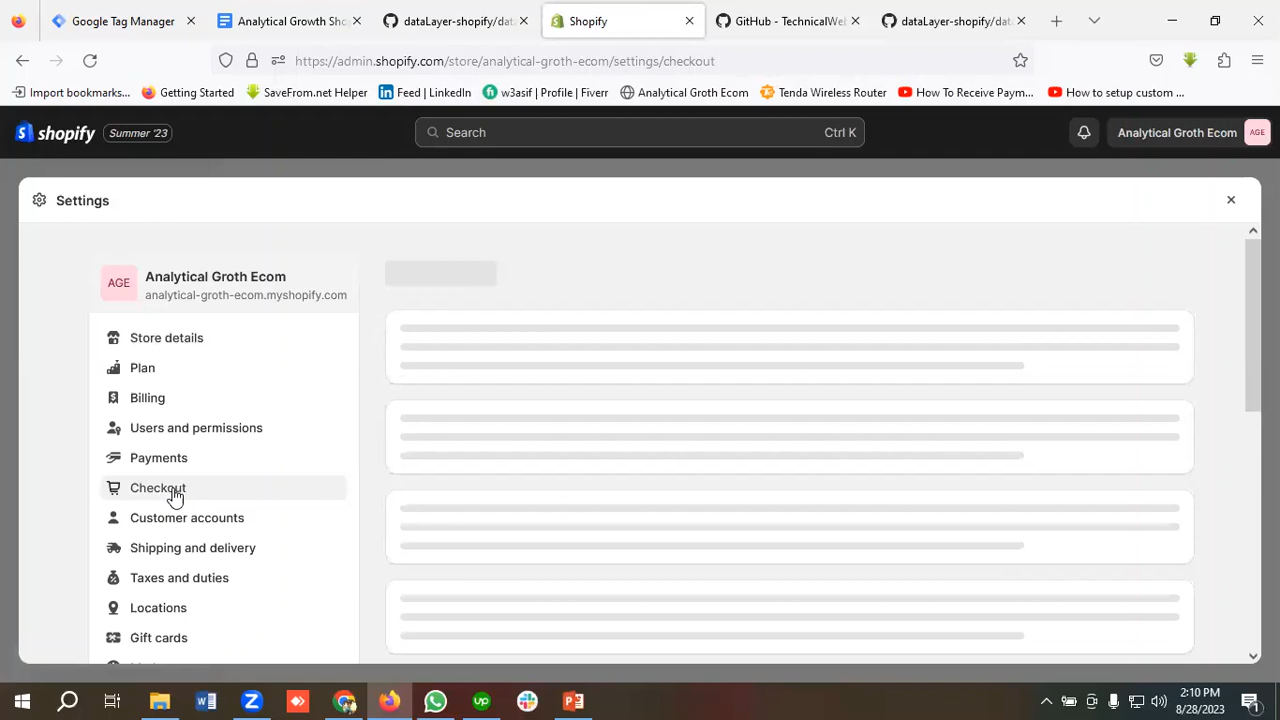 Google Tag Manager
Analytical Growth Sho
dataLayer-shopify/dat
Shopify
GitHub - TechnicalWeb
dataLayer-shopify/dat
https://admin.shopify.com/store/analytical-groth-ecom/settings/checkout
Import bookmarks...
Getting Started
SaveFrom.net Helper
Feed | LinkedIn
w3asif | Profile | Fiverr
Analytical Groth Ecom
Tenda Wireless Router
How To Receive Paym...
How to setup custom ...
shopify
Summer '23
Search
Ctrl K
Analytical Groth Ecom
AGE
Settings
AGE
Analytical Groth Ecom
analytical-groth-ecom.myshopify.com
Store details
Plan
Billing
Users and permissions
Payments
Checkout
Customer accounts
Shipping and delivery
Taxes and duties
Locations
Gift cards
2:10 PM
8/28/2023